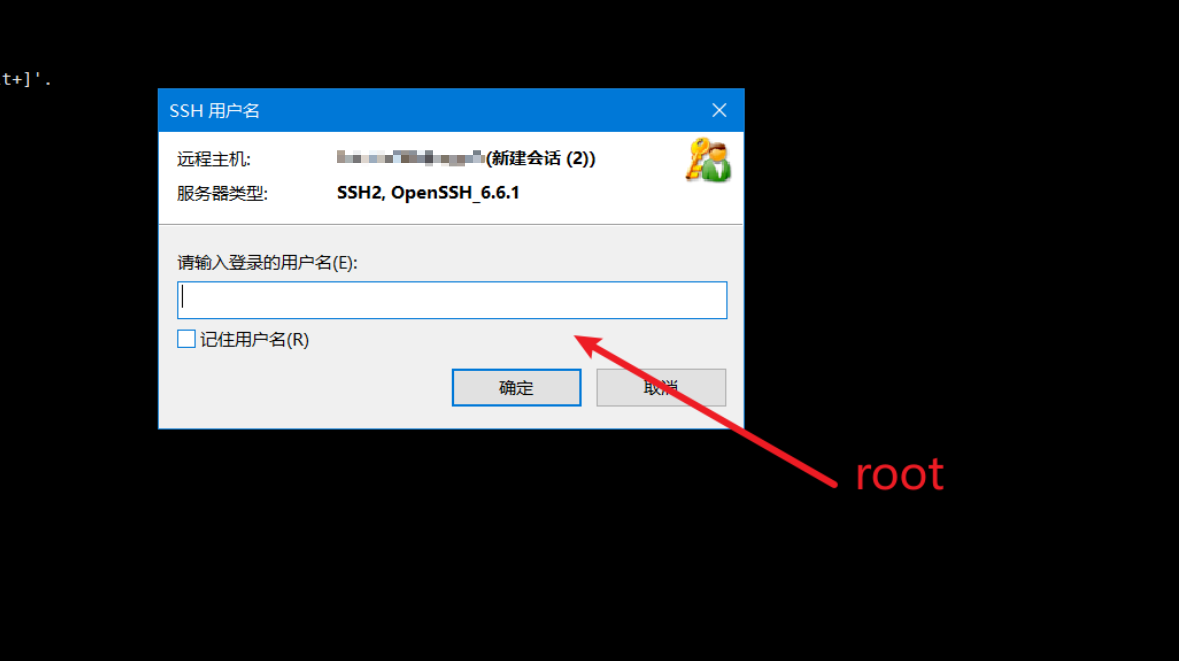 t+]'.
SSH 用户名
远程主机: (新建会话 (2))
服务器类型: SSH2, OpenSSH_6.6.1
请输入登录的用户名(E):
记住用户名(R)
确定 取消
root